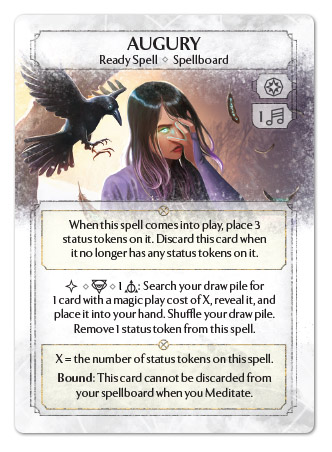 AUGURY
Ready Spell ⋄ Spellboard
1
When this spell comes into play, place 3
status tokens on it. Discard this card when
it no longer has any status tokens on it.
⋄ ⋄ 1 : Search your draw pile for
1 card with a magic play cost of X, reveal it, and
place it into your hand. Shuffle your draw pile.
Remove 1 status token from this spell.
X = the number of status tokens on this spell.
Bound: This card cannot be discarded from
your spellboard when you Meditate.